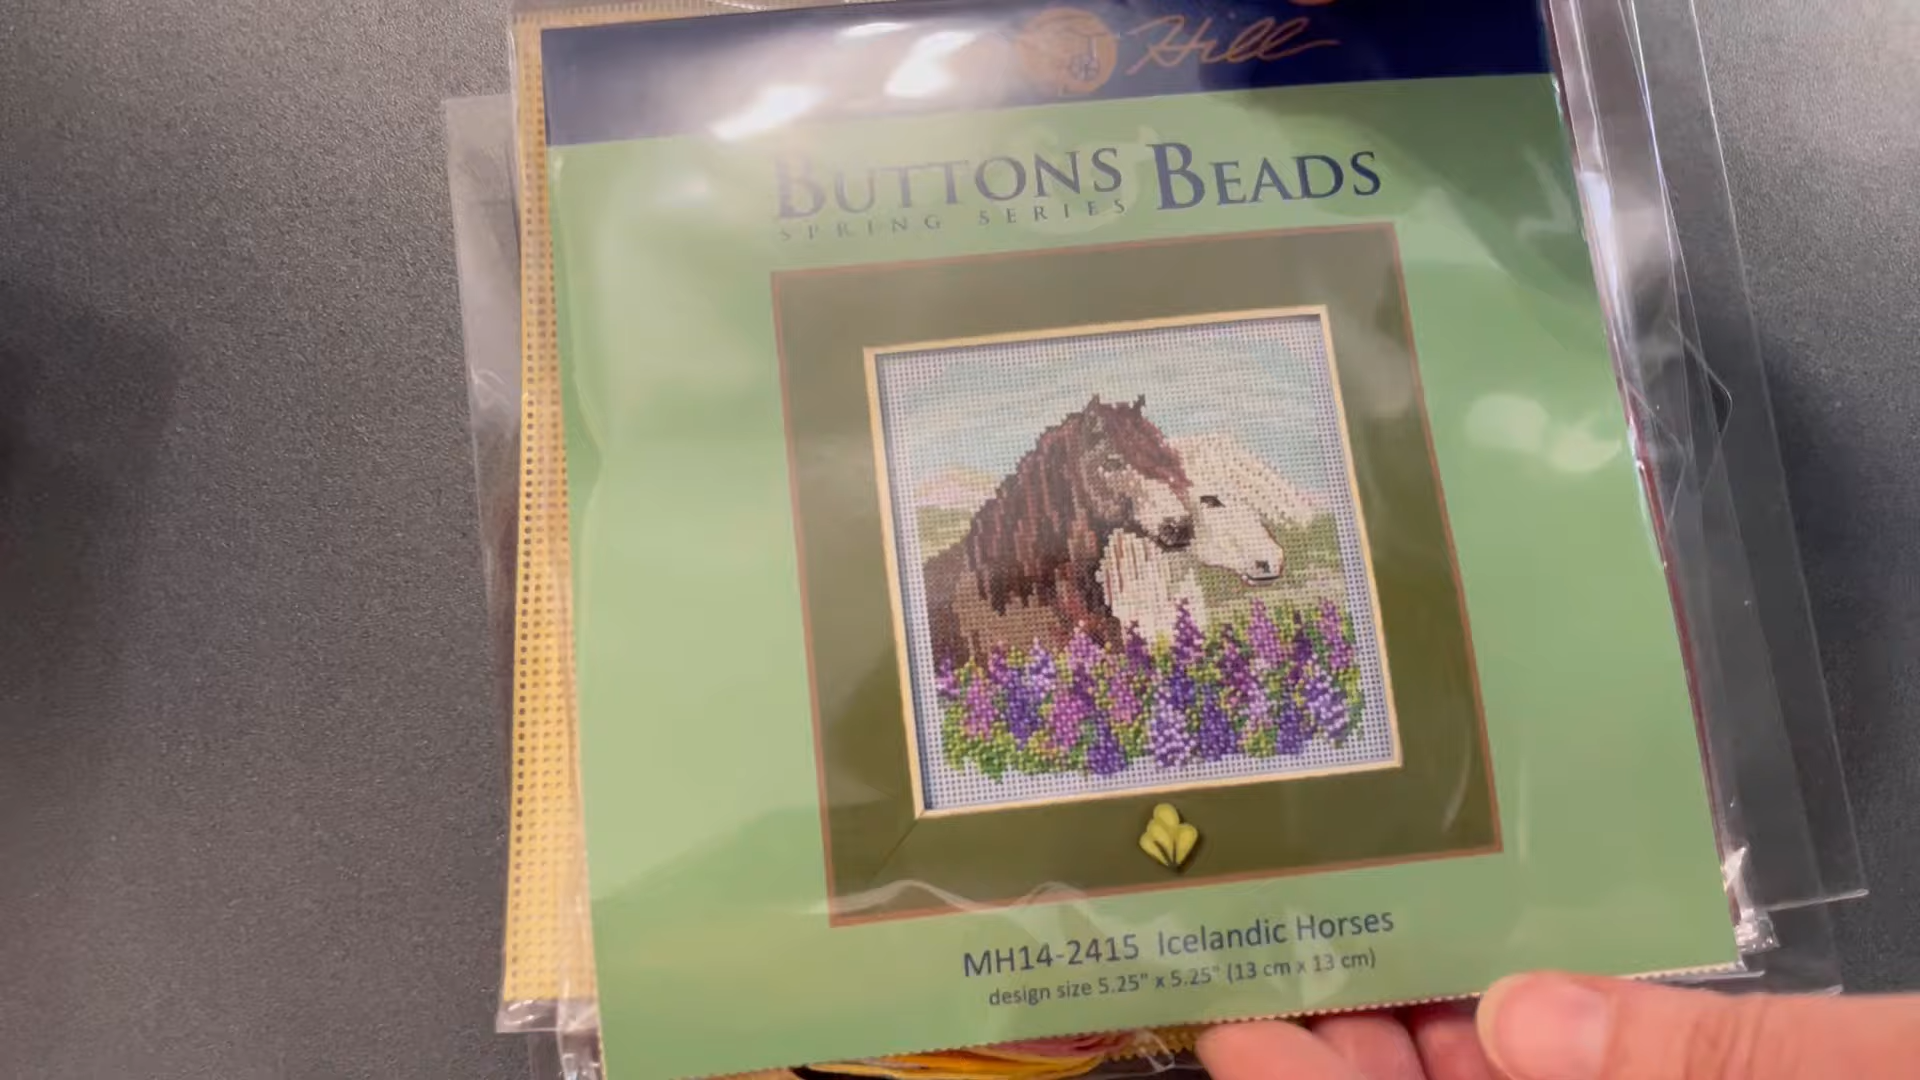 Hill
BUTTONS BEADS
SPRING SERIES
MH14-2415 Icelandic Horses
design size 5.25" x 5.25" (13 cm x 13 cm)